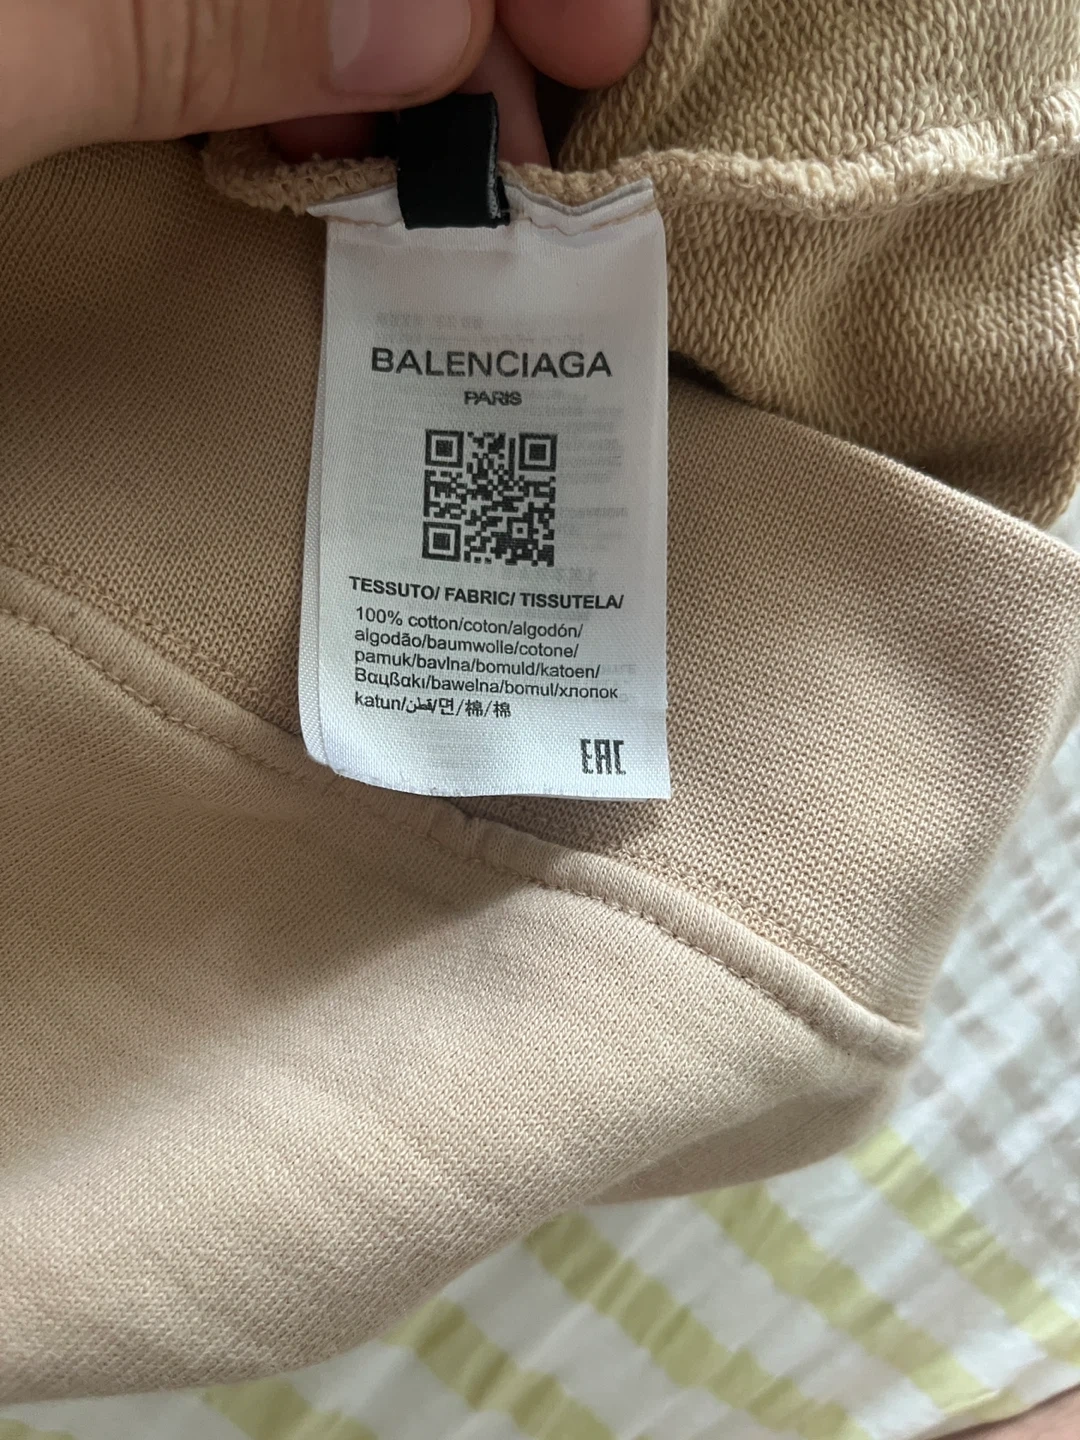 BALENCIAGA
PARIS
TESSUTO/ FABRIC/ TISSUTELA/
100% cotton/coton/algodón/
algodão/baumwolle/cotone/
pamuk/bavlna/bomuld/katoen/
Βαμβακι/bawełna/bomul/хлопок
katun/قطن/면/棉/棉
EAC